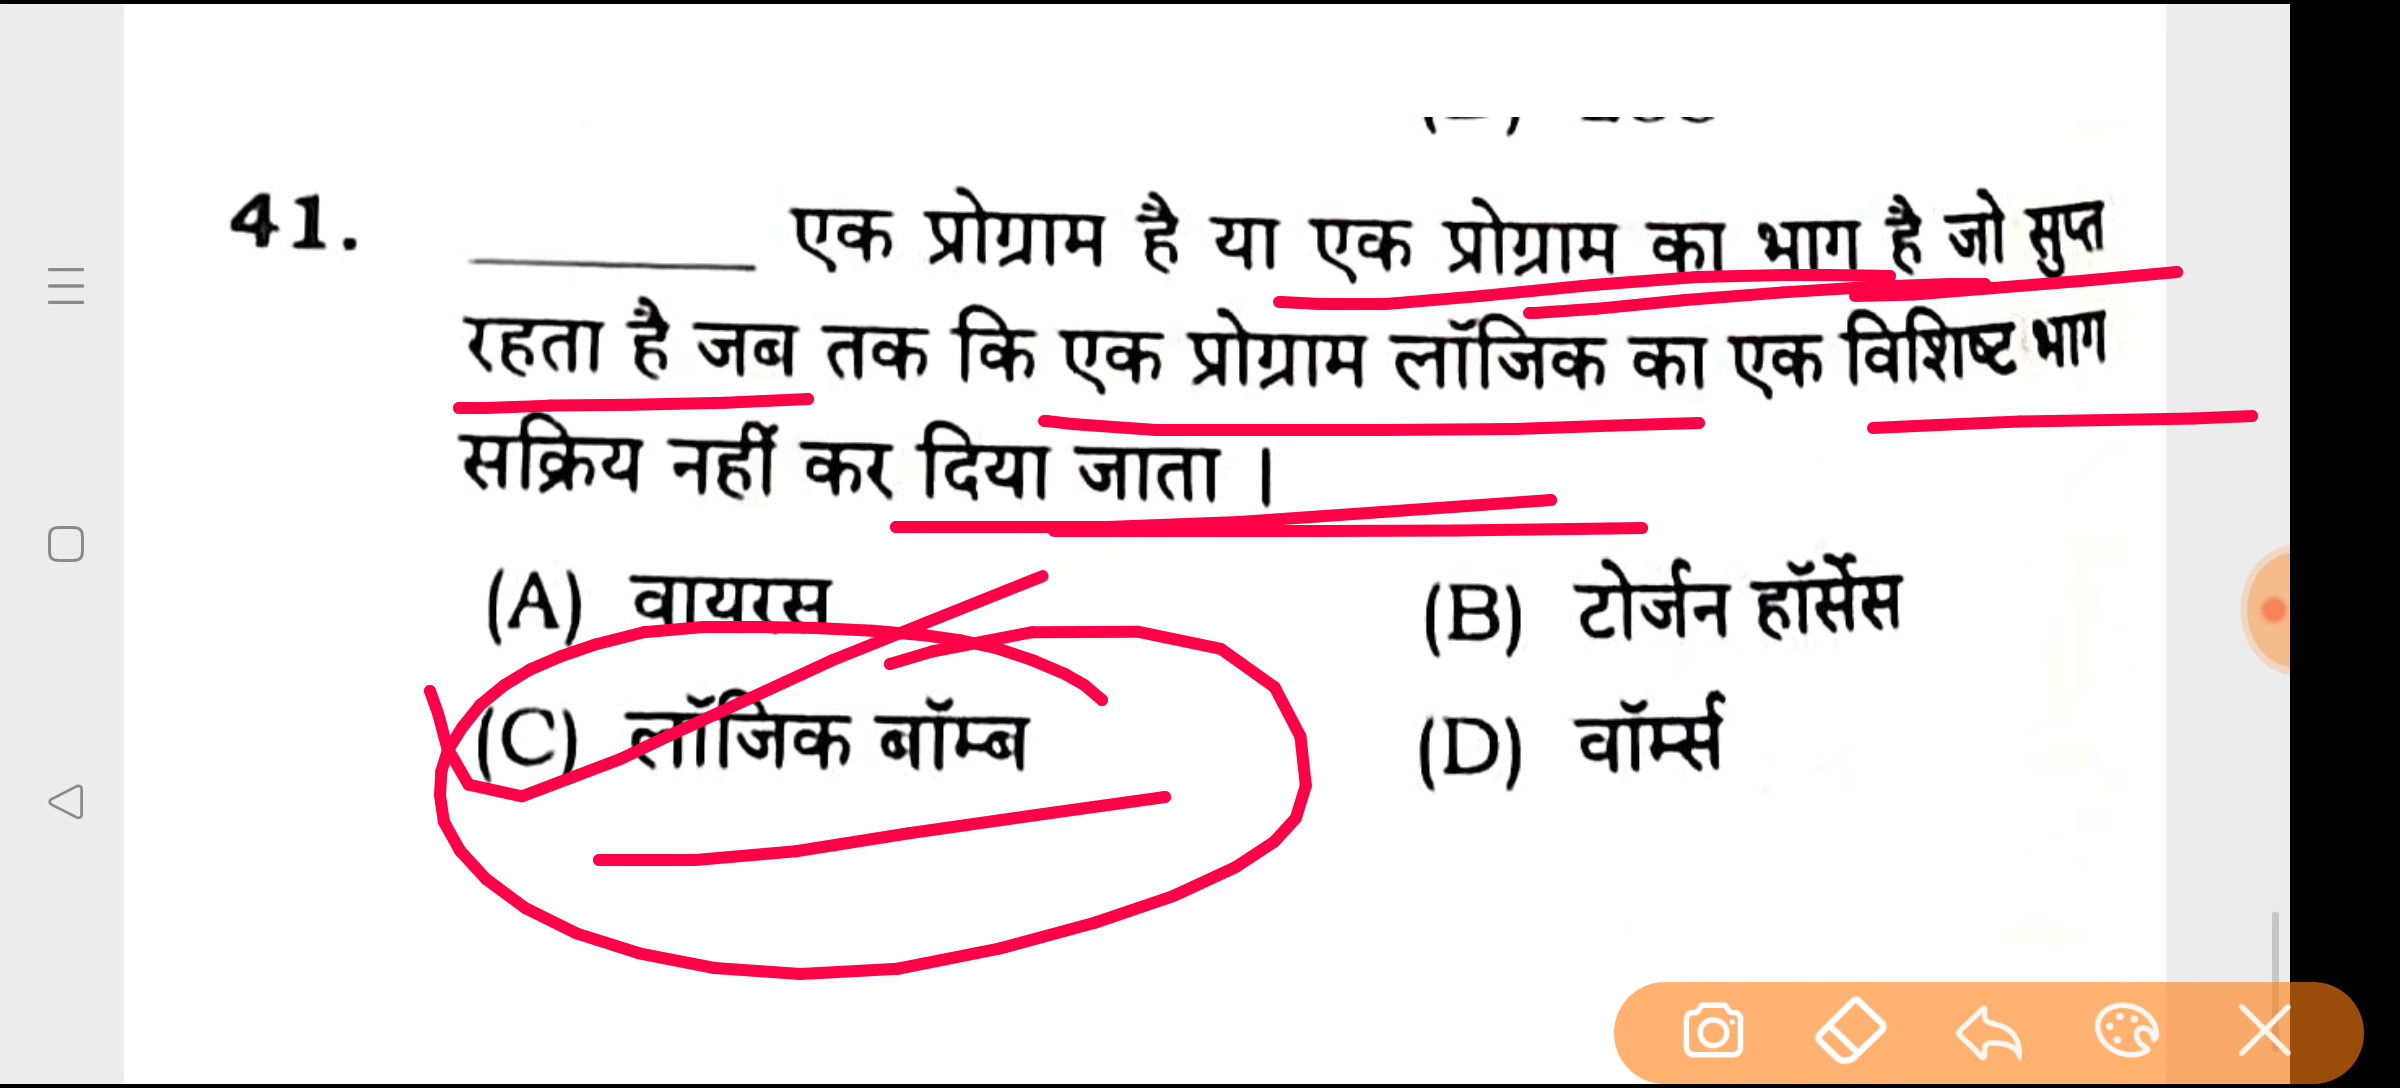 41. ________ एक प्रोग्राम है या एक प्रोग्राम का भाग है जो सुप्त
रहता है जब तक कि एक प्रोग्राम लॉजिक का एक विशिष्ट भाग
सक्रिय नहीं कर दिया जाता ।
(A) वायरस (B) टोर्जन हॉर्सेस
(C) लॉजिक बॉम्ब (D) वॉर्म्स